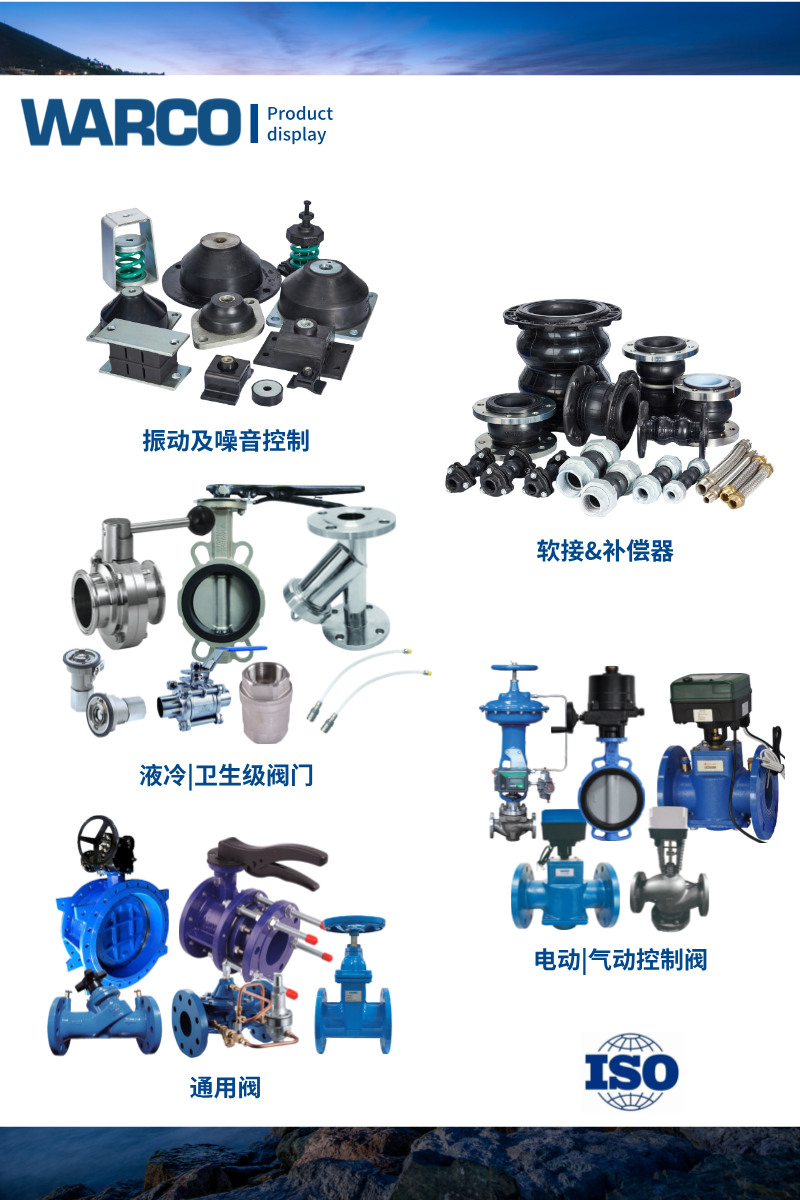 WARCO
Product
display
振动及噪音控制
软接&补偿器
液冷|卫生级阀门
电动|气动控制阀
通用阀
ISO